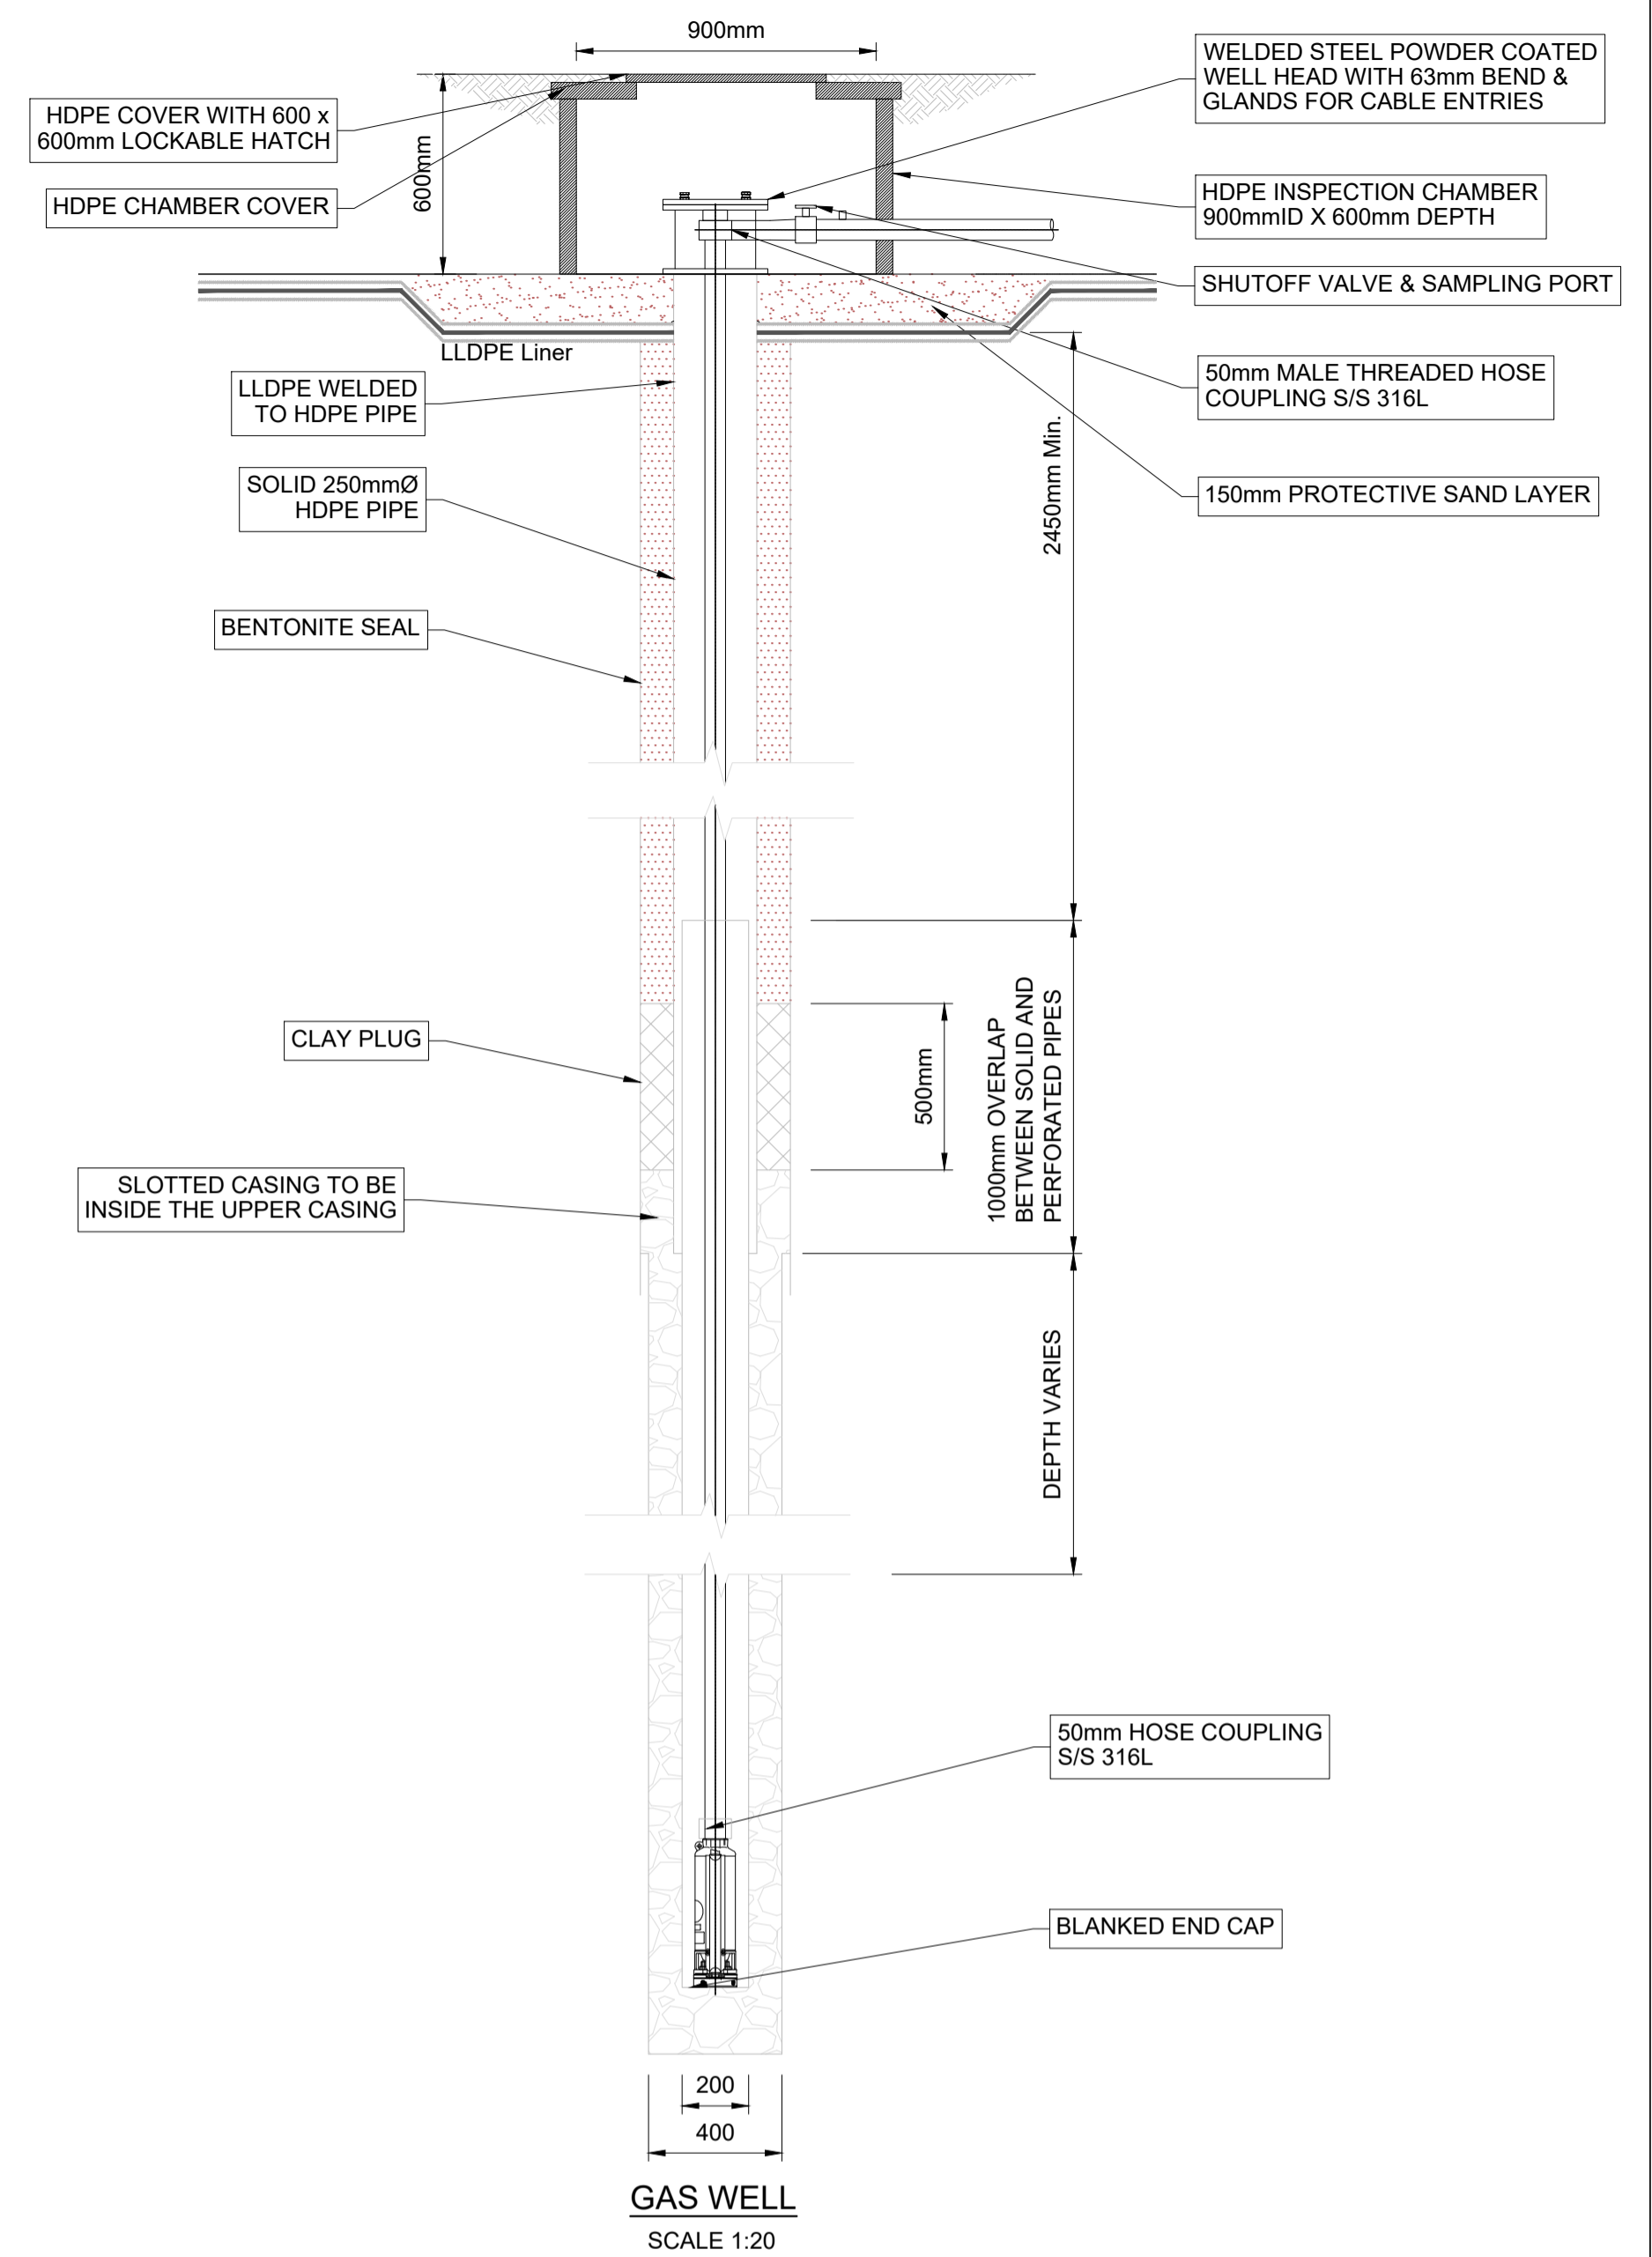 900mm
WELDED STEEL POWDER COATED
WELL HEAD WITH 63mm BEND &
GLANDS FOR CABLE ENTRIES
HDPE COVER WITH 600 x
600mm LOCKABLE HATCH
600mm
HDPE CHAMBER COVER
HDPE INSPECTION CHAMBER
900mmID X 600mm DEPTH
SHUTOFF VALVE & SAMPLING PORT
LLDPE Liner
50mm MALE THREADED HOSE
COUPLING S/S 316L
LLDPE WELDED
TO HDPE PIPE
2450mm Min.
150mm PROTECTIVE SAND LAYER
SOLID 250mmØ
HDPE PIPE
BENTONITE SEAL
CLAY PLUG
500mm
1000mm OVERLAP
BETWEEN SOLID AND
PERFORATED PIPES
SLOTTED CASING TO BE
INSIDE THE UPPER CASING
DEPTH VARIES
50mm HOSE COUPLING
S/S 316L
BLANKED END CAP
200
400
GAS WELL
SCALE 1:20